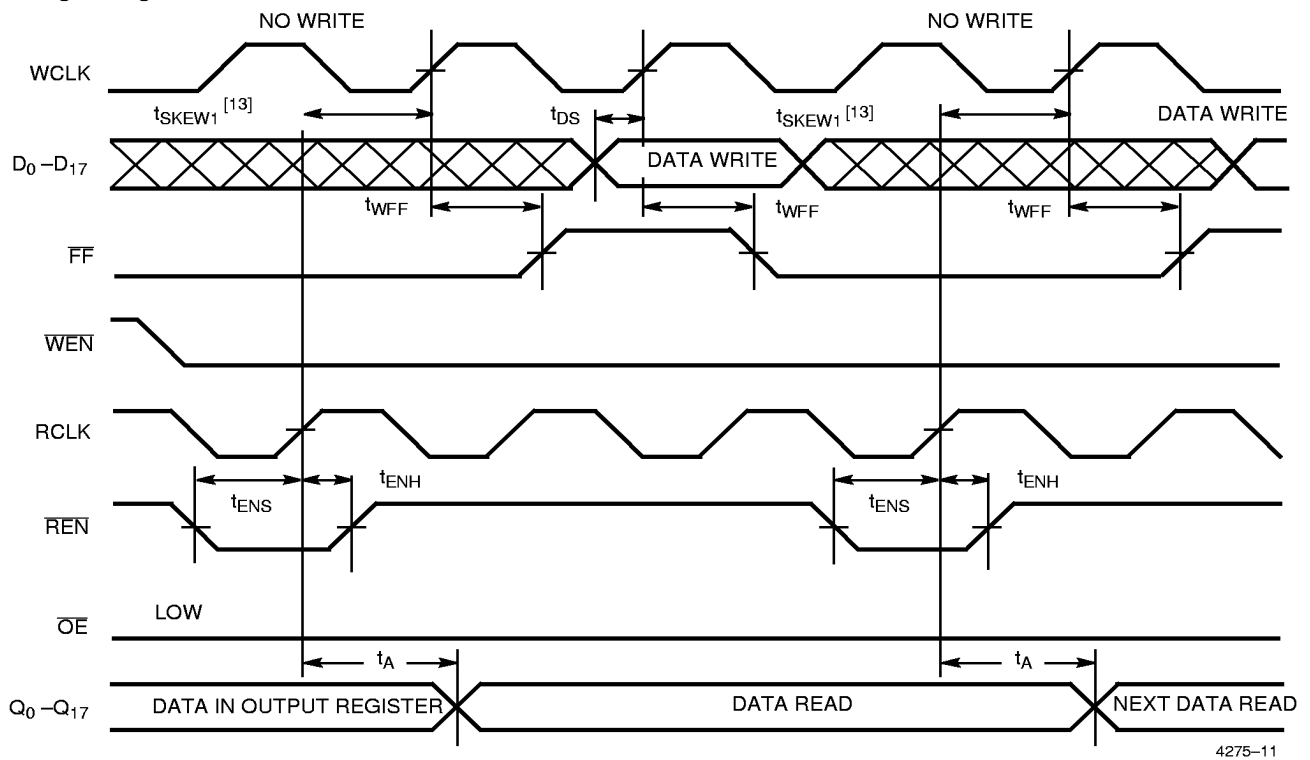 NO WRITE NO WRITE
WCLK
tSKEW1 [13] tDS tSKEW1 [13] DATA WRITE
D0 –D17 DATA WRITE
tWFF tWFF tWFF
FF
WEN
RCLK
tENS tENH tENS tENH
REN
LOW
OE
tA tA
Q0 –Q17 DATA IN OUTPUT REGISTER DATA READ NEXT DATA READ
4275–11